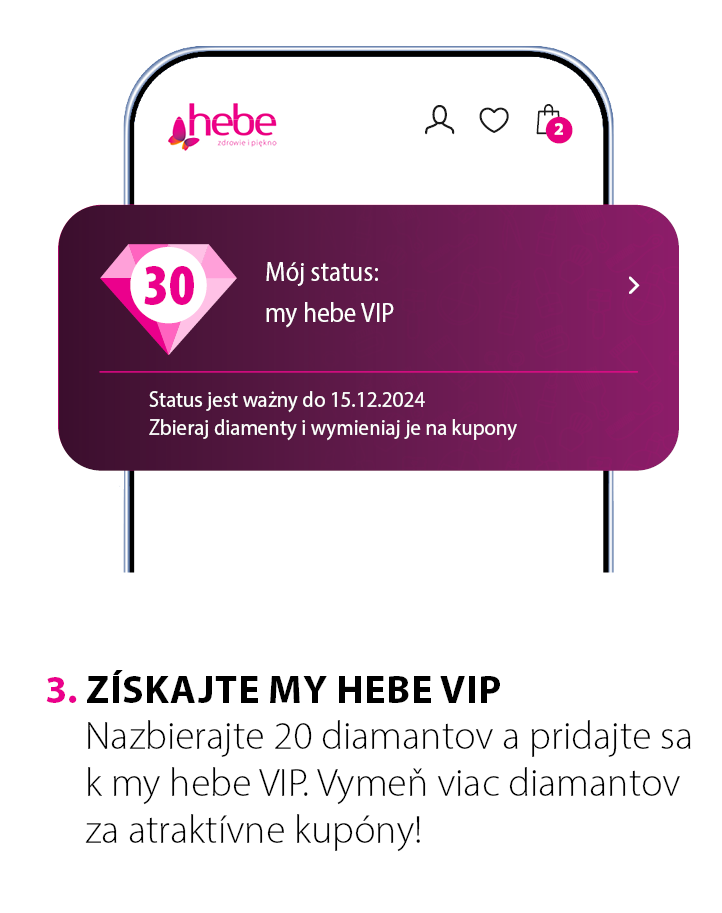 hebe
zdrowie i piękno
2
30
Mój status:
my hebe VIP
Status jest ważny do 15.12.2024
Zbieraj diamenty i wymieniaj je na kupony
3. ZÍSKAJTE MY HEBE VIP
Nazbierajte 20 diamantov a pridajte sa
k my hebe VIP. Vymeň viac diamantov
za atraktívne kupóny!